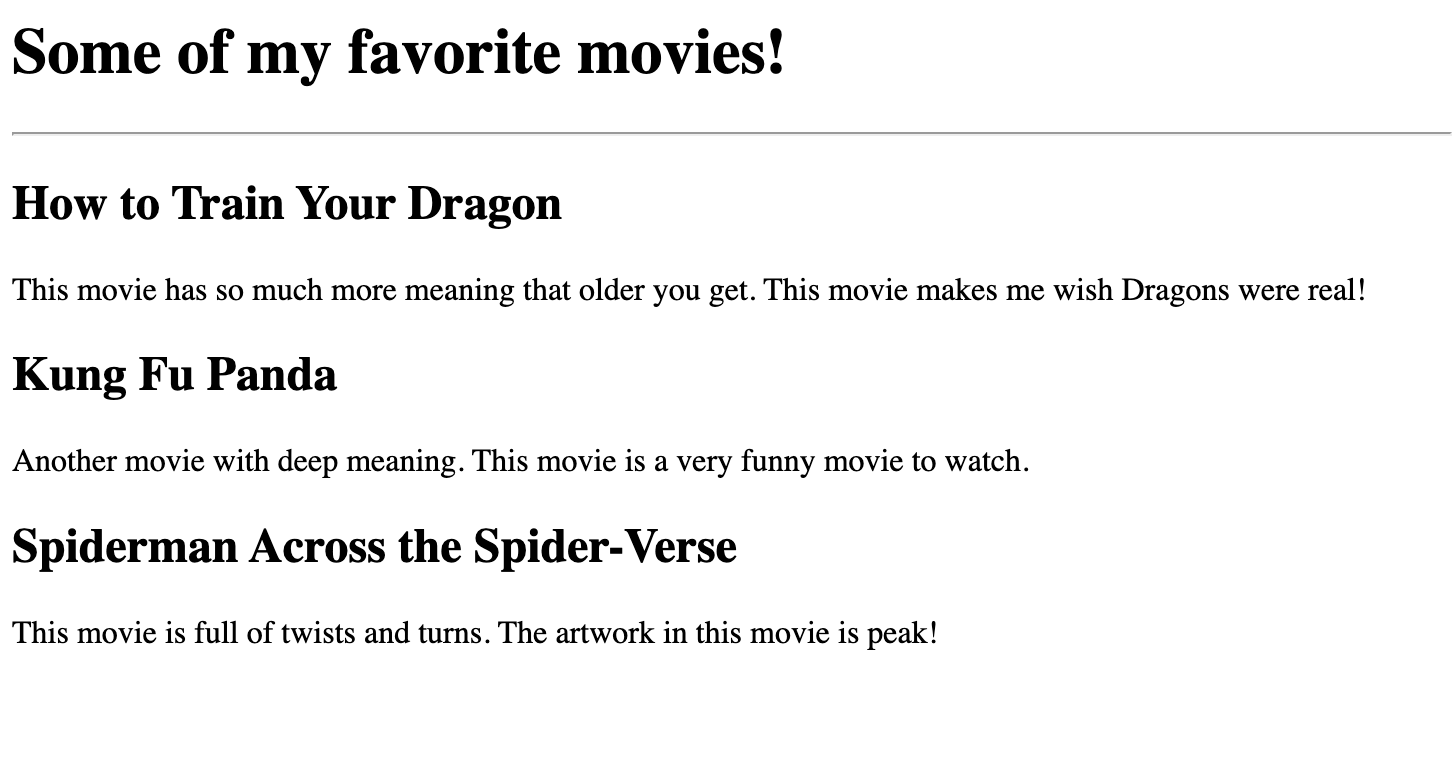 Some of my favorite movies!
How to Train Your Dragon
This movie has so much more meaning that older you get. This movie makes me wish Dragons were real!
Kung Fu Panda
Another movie with deep meaning. This movie is a very funny movie to watch.
Spiderman Across the Spider-Verse
This movie is full of twists and turns. The artwork in this movie is peak!